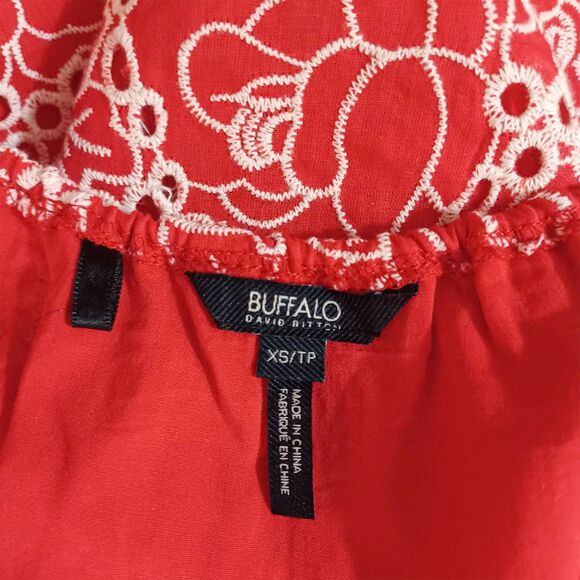 BUFFALO
DAVID BITTON
XS/TP
MADE IN CHINA
FABRIQUÉ EN CHINE